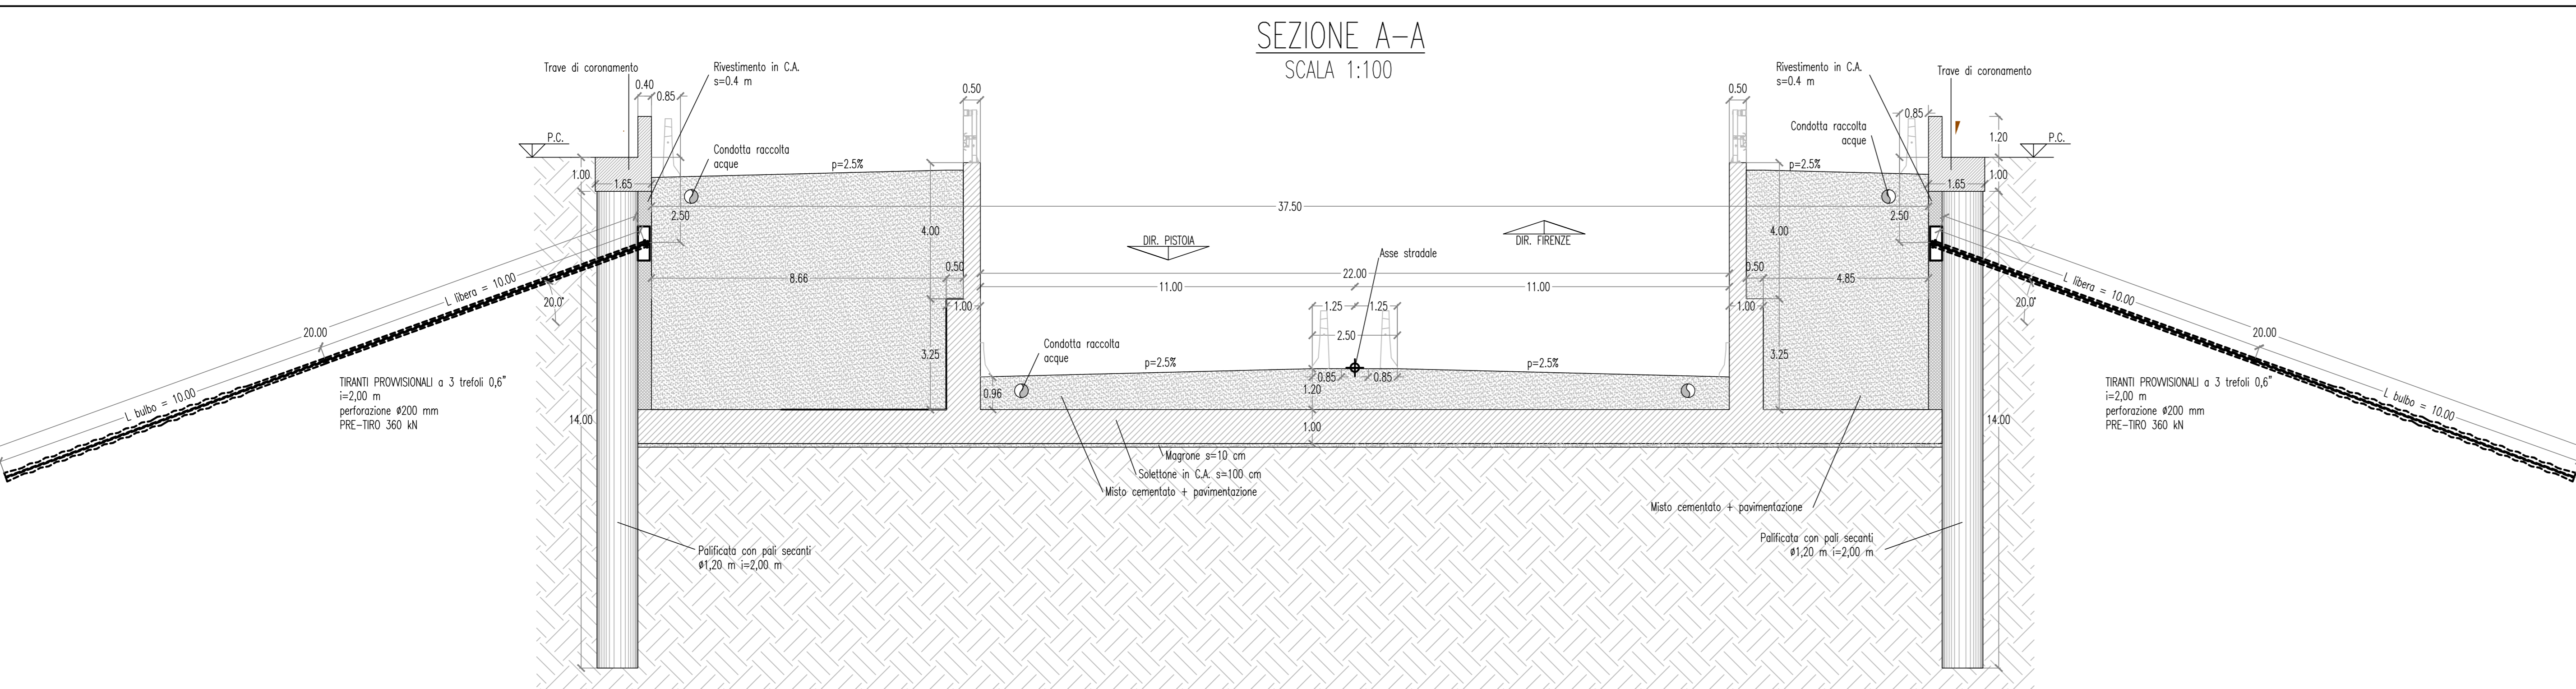 SEZIONE A-A
SCALA 1:100
Trave di coronamento
Rivestimento in C.A.
s=0.4 m
0.40
0.85
0.50
0.50
Rivestimento in C.A.
s=0.4 m
Trave di coronamento
0.85
P.C.
Condotta raccolta
acque
p=2.5%
Condotta raccolta
acque
p=2.5%
1.20
P.C.
1.00
1.65
2.50
37.50
2.50
1.65
1.00
4.00
DIR. PISTOIA
DIR. FIRENZE
4.00
Asse stradale
8.66
0.50
22.00
0.50
4.85
11.00
11.00
L libera = 10.00
20.0°
20.00
L bulbo = 10.00
1.00
1.25
1.25
1.00
2.50
L libera = 10.00
20.0°
20.00
L bulbo = 10.00
TIRANTI PROVVISIONALI a 3 trefoli 0,6"
i=2,00 m
perforazione ø200 mm
PRE-TIRO 360 kN
3.25
Condotta raccolta
acque
p=2.5%
p=2.5%
3.25
0.96
0.85
0.85
1.20
1.00
TIRANTI PROVVISIONALI a 3 trefoli 0,6"
i=2,00 m
perforazione ø200 mm
PRE-TIRO 360 kN
14.00
14.00
Magrone s=10 cm
Solettone in C.A. s=100 cm
Misto cementato + pavimentazione
Misto cementato + pavimentazione
Palificata con pali secanti
ø1,20 m i=2,00 m
Palificata con pali secanti
ø1,20 m i=2,00 m